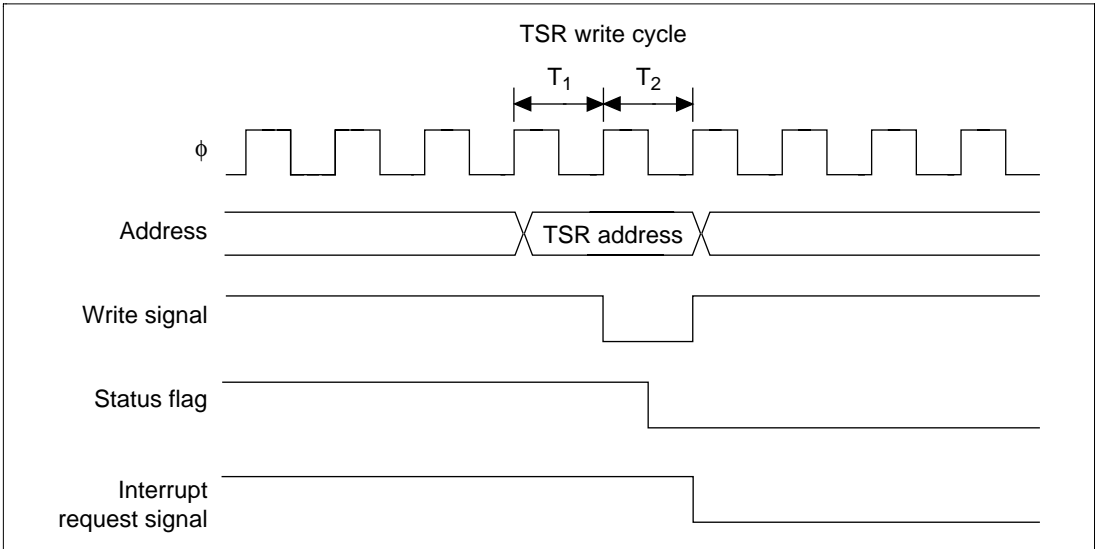 TSR write cycle
T1 T2
ϕ
Address
TSR address
Write signal
Status flag
Interrupt
request signal